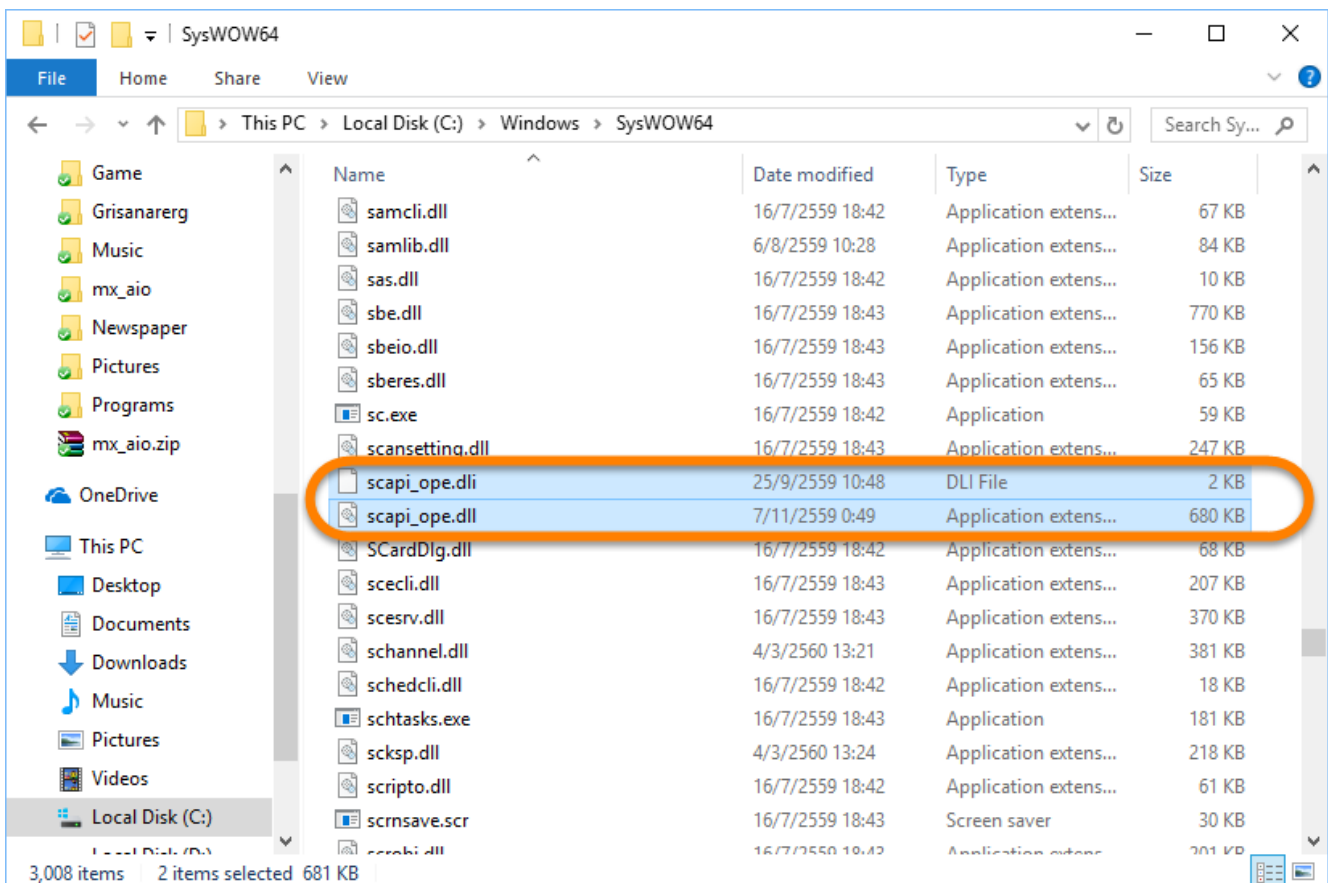 SysWOW64
File Home Share View
This PC Local Disk (C:) Windows SysWOW64 Search Sy...
Game
Grisanarerg
Music
mx_aio
Newspaper
Pictures
Programs
mx_aio.zip
OneDrive
This PC
Desktop
Documents
Downloads
Music
Pictures
Videos
Local Disk (C:)
Name Date modified Type Size
samcli.dll 16/7/2559 18:42 Application extens... 67 KB
samlib.dll 6/8/2559 10:28 Application extens... 84 KB
sas.dll 16/7/2559 18:42 Application extens... 10 KB
sbe.dll 16/7/2559 18:43 Application extens... 770 KB
sbeio.dll 16/7/2559 18:43 Application extens... 156 KB
sberes.dll 16/7/2559 18:43 Application extens... 65 KB
sc.exe 16/7/2559 18:42 Application 59 KB
scansetting.dll 16/7/2559 18:43 Application extens... 247 KB
scapi_ope.dli 25/9/2559 10:48 DLI File 2 KB
scapi_ope.dll 7/11/2559 0:49 Application extens... 680 KB
SCardDlg.dll 16/7/2559 18:42 Application extens... 68 KB
scecli.dll 16/7/2559 18:43 Application extens... 207 KB
scesrv.dll 16/7/2559 18:43 Application extens... 370 KB
schannel.dll 4/3/2560 13:21 Application extens... 381 KB
schedcli.dll 16/7/2559 18:42 Application extens... 18 KB
schtasks.exe 16/7/2559 18:43 Application 181 KB
scksp.dll 4/3/2560 13:24 Application extens... 218 KB
scripto.dll 16/7/2559 18:42 Application extens... 61 KB
scrnsave.scr 16/7/2559 18:43 Screen saver 30 KB
3,008 items 2 items selected 681 KB